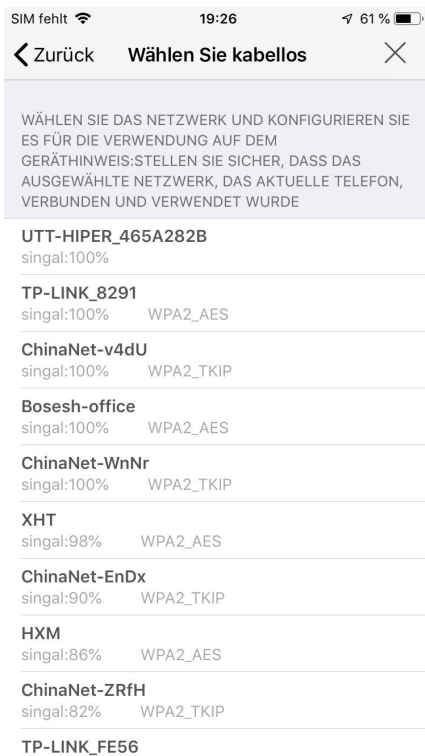 SIM fehlt 19:26 61 %
Zurück Wählen Sie kabellos
WÄHLEN SIE DAS NETZWERK UND KONFIGURIEREN SIE
ES FÜR DIE VERWENDUNG AUF DEM
GERÄTHINWEIS:STELLEN SIE SICHER, DASS DAS
AUSGEWÄHLTE NETZWERK, DAS AKTUELLE TELEFON,
VERBUNDEN UND VERWENDET WURDE
UTT-HIPER_465A282B
singal:100%
TP-LINK_8291
singal:100% WPA2_AES
ChinaNet-v4dU
singal:100% WPA2_TKIP
Bosesh-office
singal:100% WPA2_AES
ChinaNet-WnNr
singal:100% WPA2_TKIP
XHT
singal:98% WPA2_AES
ChinaNet-EnDx
singal:90% WPA2_TKIP
HXM
singal:86% WPA2_AES
ChinaNet-ZRfH
singal:82% WPA2_TKIP
TP-LINK_FE56